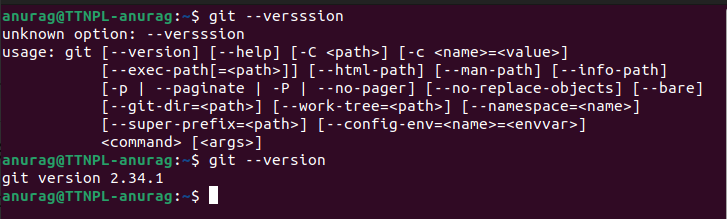 anurag@TTNPL-anurag:~$ git --versssion
unknown option: --versssion
usage: git [--version] [--help] [-C <path>] [-c <name>=<value>]
           [--exec-path[=<path>]] [--html-path] [--man-path] [--info-path]
           [-p | --paginate | -P | --no-pager] [--no-replace-objects] [--bare]
           [--git-dir=<path>] [--work-tree=<path>] [--namespace=<name>]
           [--super-prefix=<path>] [--config-env=<name>=<envvar>]
           <command> [<args>]
anurag@TTNPL-anurag:~$ git --version
git version 2.34.1
anurag@TTNPL-anurag:~$